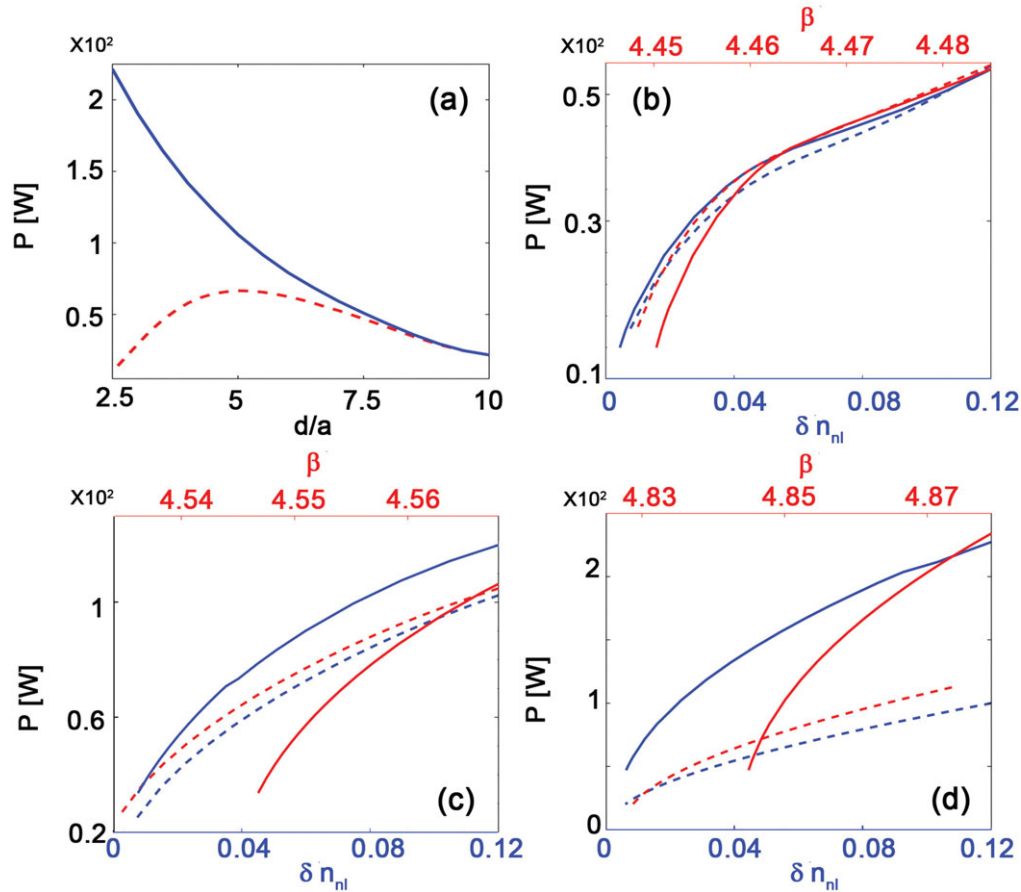 X10²
2
1.5
1
0.5
P [W]
(a)
2.5 5 7.5 10
d/a
β
4.45 4.46 4.47 4.48
X10²
0.5
0.3
0.1
P [W]
(b)
0 0.04 0.08 0.12
δ n_nl
β
4.54 4.55 4.56
X10²
1
0.6
0.2
P [W]
(c)
0 0.04 0.08 0.12
δ n_nl
β
4.83 4.85 4.87
X10²
2
1
0
P [W]
(d)
0 0.04 0.08 0.12
δ n_nl